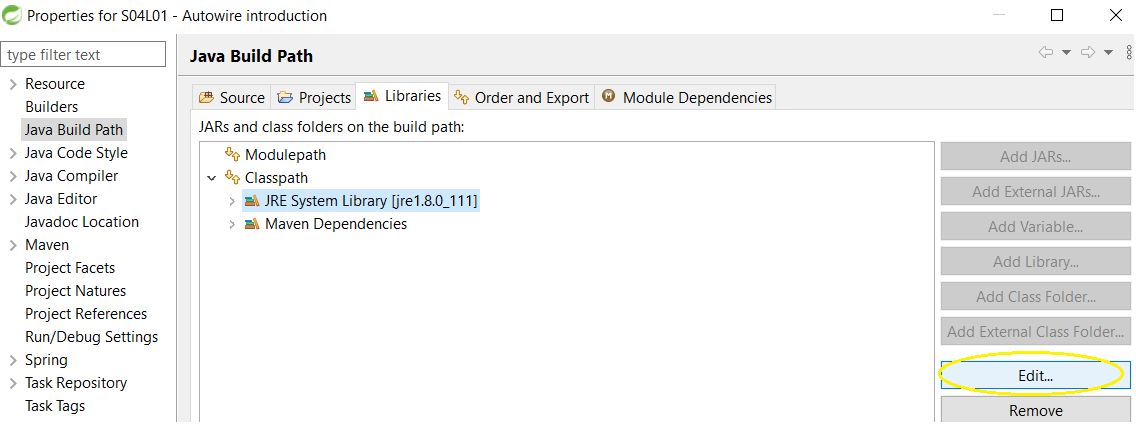 Properties for S04L01 - Autowire introduction
type filter text
Resource
Builders
Java Build Path
Java Code Style
Java Compiler
Java Editor
Javadoc Location
Maven
Project Facets
Project Natures
Project References
Run/Debug Settings
Spring
Task Repository
Task Tags
Java Build Path
Source
Projects
Libraries
Order and Export
M Module Dependencies
JARs and class folders on the build path:
Modulepath
Classpath
JRE System Library [jre1.8.0_111]
Maven Dependencies
Add JARs...
Add External JARs...
Add Variable...
Add Library...
Add Class Folder...
Add External Class Folder...
Edit...
Remove